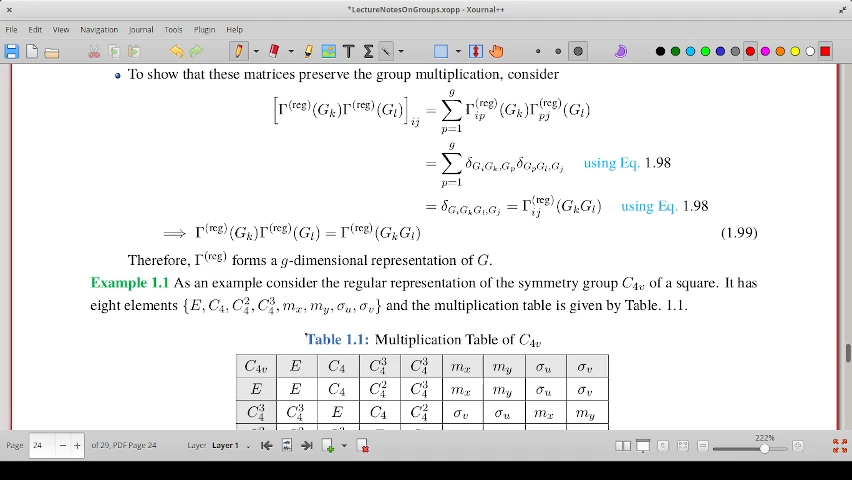 *LectureNotesOnGroups.xopp - Xournal++
File Edit View Navigation Journal Tools Plugin Help
• To show that these matrices preserve the group multiplication, consider
[Γ^(reg)(G_k)Γ^(reg)(G_l)]_ij = ∑_{p=1}^{g} Γ_ip^(reg)(G_k)Γ_pj^(reg)(G_l)
= ∑_{p=1}^{g} δ_{G_iG_k,G_p} δ_{G_pG_l,G_j} using Eq. 1.98
= δ_{G_iG_kG_l,G_j} = Γ_ij^(reg)(G_kG_l) using Eq. 1.98
⟹ Γ^(reg)(G_k)Γ^(reg)(G_l) = Γ^(reg)(G_kG_l) (1.99)
Therefore, Γ^(reg) forms a g-dimensional representation of G.
Example 1.1 As an example consider the regular representation of the symmetry group C_4v of a square. It has
eight elements {E, C_4, C_4^2, C_4^3, m_x, m_y, σ_u, σ_v} and the multiplication table is given by Table. 1.1.
Table 1.1: Multiplication Table of C_4v
C_4v E C_4 C_4^3 C_4^3 m_x m_y σ_u σ_v
E E C_4 C_4^2 C_4^3 m_x m_y σ_u σ_v
C_4^3 C_4^3 E C_4 C_4^2 σ_v σ_u m_x m_y
Page 24 − + of 29, PDF Page 24 Layer Layer 1 222%